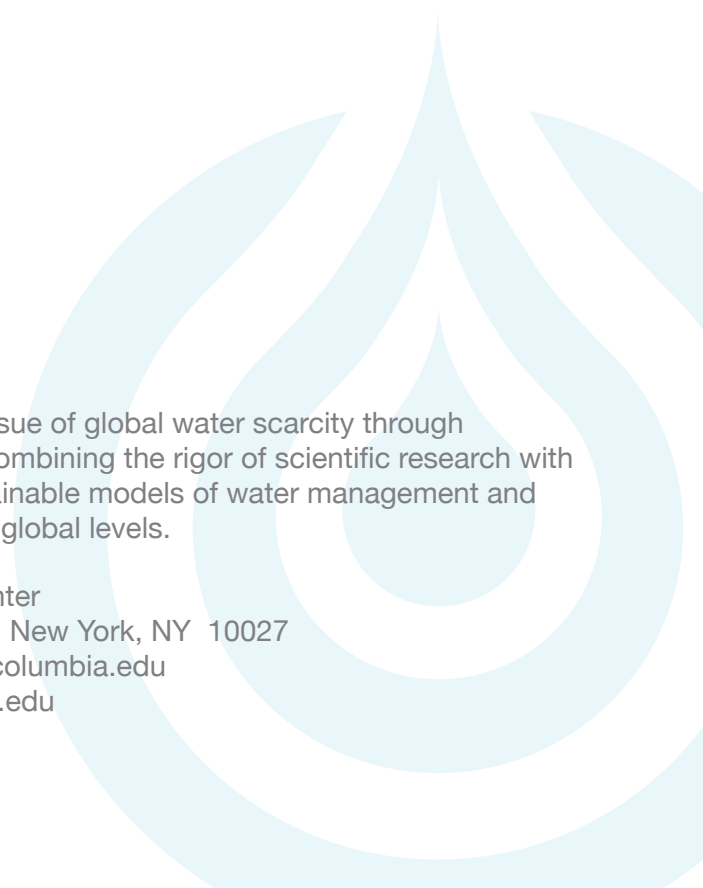 sue of global water scarcity through
ombining the rigor of scientific research with
ainable models of water management and
global levels.
nter
New York, NY  10027
columbia.edu
.edu